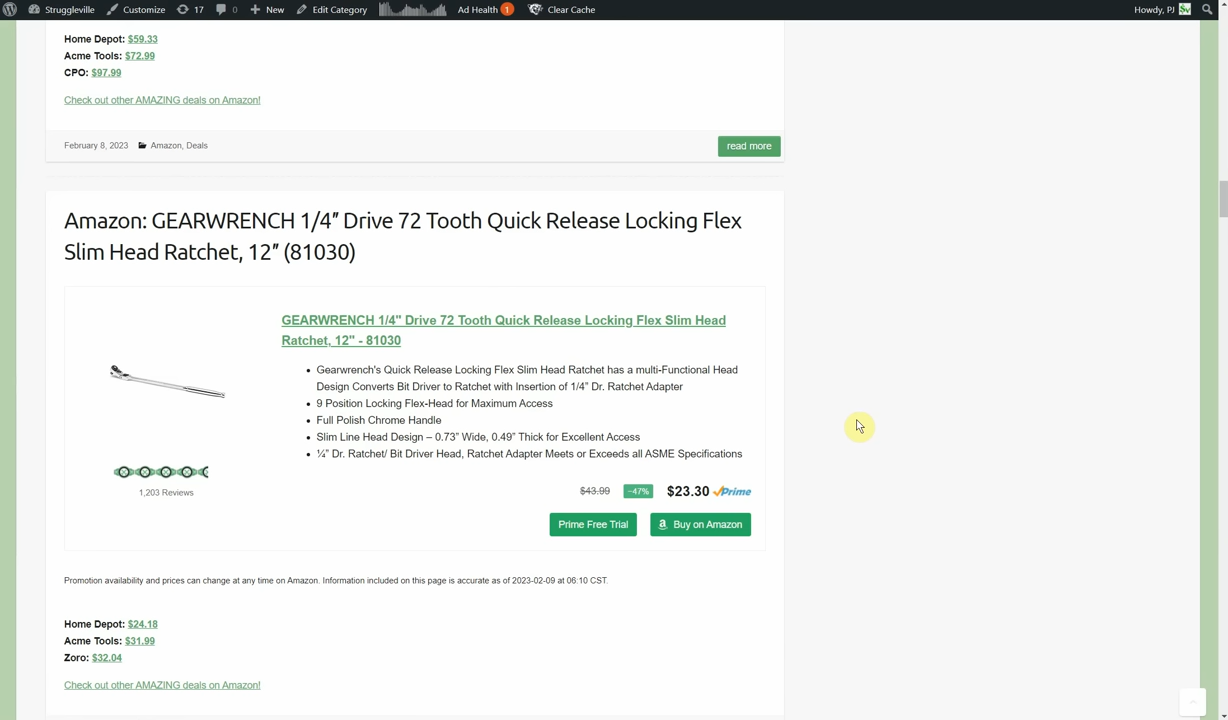 Struggleville
Customize
17
0
New
Edit Category
Ad Health 1
Clear Cache
Howdy, PJ
Home Depot: $59.33
Acme Tools: $72.99
CPO: $97.99
Check out other AMAZING deals on Amazon!
February 8, 2023
Amazon, Deals
read more
Amazon: GEARWRENCH 1/4″ Drive 72 Tooth Quick Release Locking Flex
Slim Head Ratchet, 12″ (81030)
GEARWRENCH 1/4" Drive 72 Tooth Quick Release Locking Flex Slim Head
Ratchet, 12" - 81030
Gearwrench's Quick Release Locking Flex Slim Head Ratchet has a multi-Functional Head
Design Converts Bit Driver to Ratchet with Insertion of 1/4” Dr. Ratchet Adapter
9 Position Locking Flex-Head for Maximum Access
Full Polish Chrome Handle
Slim Line Head Design – 0.73” Wide, 0.49” Thick for Excellent Access
¼” Dr. Ratchet/ Bit Driver Head, Ratchet Adapter Meets or Exceeds all ASME Specifications
1,203 Reviews
$43.99 −47% $23.30 Prime
Prime Free Trial
Buy on Amazon
Promotion availability and prices can change at any time on Amazon. Information included on this page is accurate as of 2023-02-09 at 06:10 CST.
Home Depot: $24.18
Acme Tools: $31.99
Zoro: $32.04
Check out other AMAZING deals on Amazon!